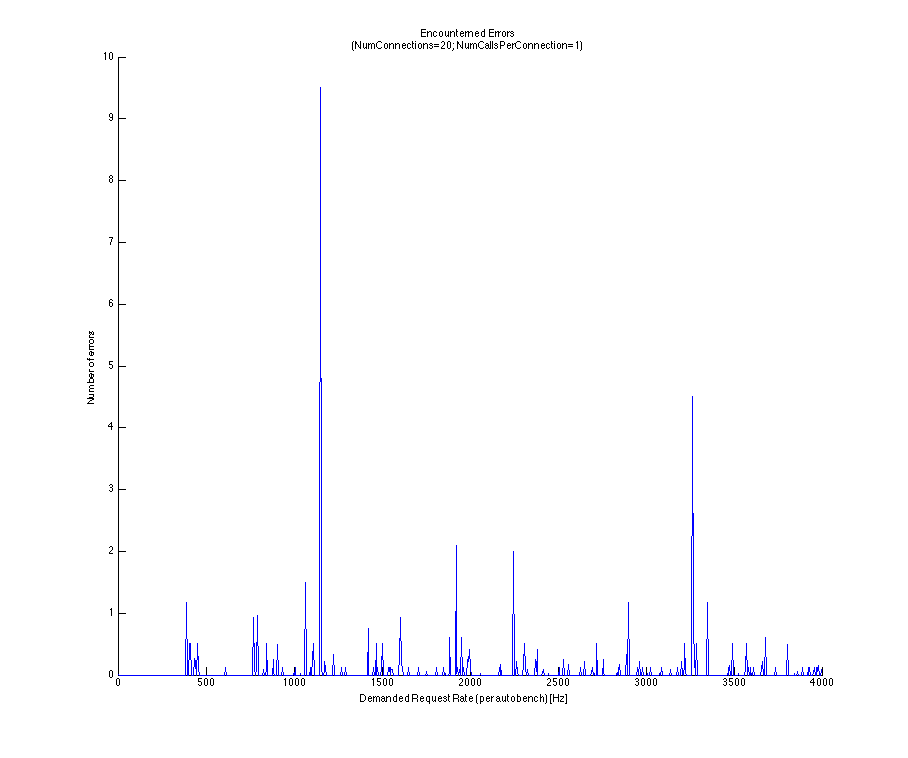 Encounterned Errors
(NumConnections=20; NumCallsPerConnection=1)
10
9
8
7
6
5
4
3
2
1
0
Number of errors
0 500 1000 1500 2000 2500 3000 3500 4000
Demanded Request Rate (per autobench) [Hz]